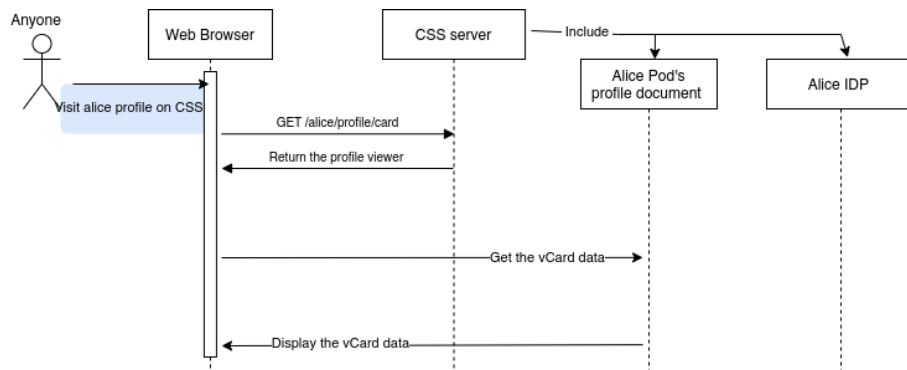 Anyone
Web Browser
CSS server
Include
Alice Pod's
profile document
Alice IDP
Visit alice profile on CSS
GET /alice/profile/card
Return the profile viewer
Get the vCard data
Display the vCard data